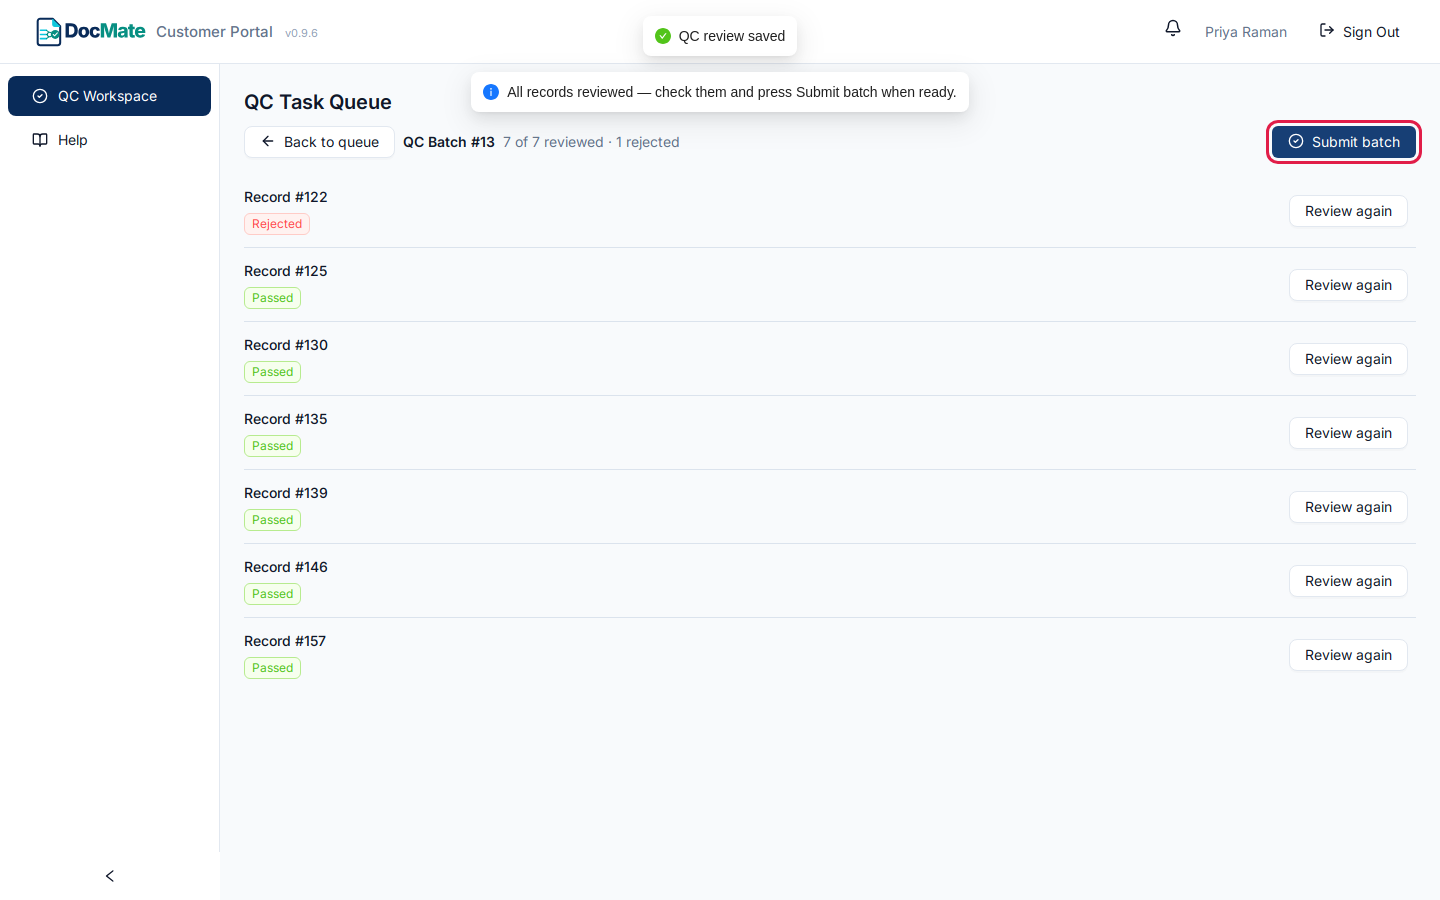 DocMate Customer Portal v0.9.6
QC review saved
Priya Raman
Sign Out
QC Workspace
Help
All records reviewed — check them and press Submit batch when ready.
QC Task Queue
Back to queue
QC Batch #13 7 of 7 reviewed · 1 rejected
Submit batch
Record #122
Rejected
Review again
Record #125
Passed
Review again
Record #130
Passed
Review again
Record #135
Passed
Review again
Record #139
Passed
Review again
Record #146
Passed
Review again
Record #157
Passed
Review again